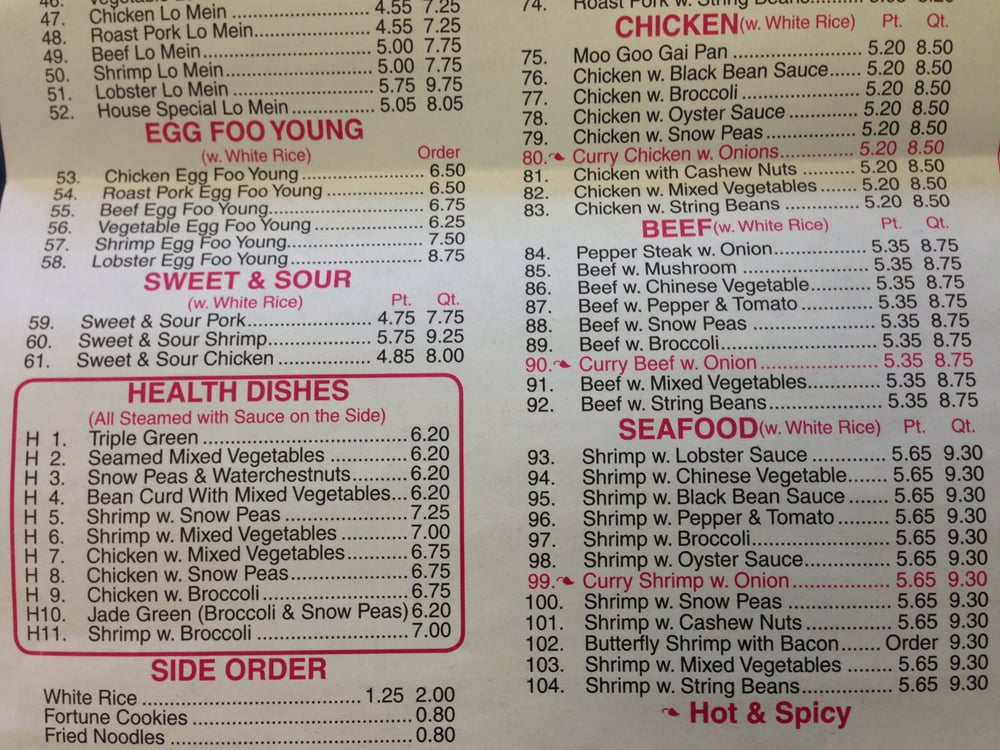 47. Chicken Lo Mein 4.55 7.25
48. Roast Pork Lo Mein 4.55 7.25
49. Beef Lo Mein 5.00 7.75
50. Shrimp Lo Mein 5.00 7.75
51. Lobster Lo Mein 5.75 9.75
52. House Special Lo Mein 5.05 8.05
EGG FOO YOUNG
(w. White Rice) Order
53. Chicken Egg Foo Young 6.50
54. Roast Pork Egg Foo Young 6.50
55. Beef Egg Foo Young 6.75
56. Vegetable Egg Foo Young 6.25
57. Shrimp Egg Foo Young 7.50
58. Lobster Egg Foo Young 8.75
SWEET & SOUR
(w. White Rice) Pt. Qt.
59. Sweet & Sour Pork 4.75 7.75
60. Sweet & Sour Shrimp 5.75 9.25
61. Sweet & Sour Chicken 4.85 8.00
HEALTH DISHES
(All Steamed with Sauce on the Side)
H 1. Triple Green 6.20
H 2. Seamed Mixed Vegetables 6.20
H 3. Snow Peas & Waterchestnuts 6.20
H 4. Bean Curd With Mixed Vegetables 6.20
H 5. Shrimp w. Snow Peas 7.25
H 6. Shrimp w. Mixed Vegetables 7.00
H 7. Chicken w. Mixed Vegetables 6.75
H 8. Chicken w. Snow Peas 6.75
H 9. Chicken w. Broccoli 6.75
H10. Jade Green (Broccoli & Snow Peas) 6.20
H11. Shrimp w. Broccoli 7.00
SIDE ORDER
White Rice 1.25 2.00
Fortune Cookies 0.80
Fried Noodles 0.80
74. Roast Pork w. String Beans
CHICKEN (w. White Rice) Pt. Qt.
75. Moo Goo Gai Pan 5.20 8.50
76. Chicken w. Black Bean Sauce 5.20 8.50
77. Chicken w. Broccoli 5.20 8.50
78. Chicken w. Oyster Sauce 5.20 8.50
79. Chicken w. Snow Peas 5.20 8.50
80. Curry Chicken w. Onions 5.20 8.50
81. Chicken with Cashew Nuts 5.20 8.50
82. Chicken w. Mixed Vegetables 5.20 8.50
83. Chicken w. String Beans 5.20 8.50
BEEF (w. White Rice) Pt. Qt.
84. Pepper Steak w. Onion 5.35 8.75
85. Beef w. Mushroom 5.35 8.75
86. Beef w. Chinese Vegetable 5.35 8.75
87. Beef w. Pepper & Tomato 5.35 8.75
88. Beef w. Snow Peas 5.35 8.75
89. Beef w. Broccoli 5.35 8.75
90. Curry Beef w. Onion 5.35 8.75
91. Beef w. Mixed Vegetables 5.35 8.75
92. Beef w. String Beans 5.35 8.75
SEAFOOD (w. White Rice) Pt. Qt.
93. Shrimp w. Lobster Sauce 5.65 9.30
94. Shrimp w. Chinese Vegetable 5.65 9.30
95. Shrimp w. Black Bean Sauce 5.65 9.30
96. Shrimp w. Pepper & Tomato 5.65 9.30
97. Shrimp w. Broccoli 5.65 9.30
98. Shrimp w. Oyster Sauce 5.65 9.30
99. Curry Shrimp w. Onion 5.65 9.30
100. Shrimp w. Snow Peas 5.65 9.30
101. Shrimp w. Cashew Nuts 5.65 9.30
102. Butterfly Shrimp with Bacon Order 9.30
103. Shrimp w. Mixed Vegetables 5.65 9.30
104. Shrimp w. String Beans 5.65 9.30
Hot & Spicy